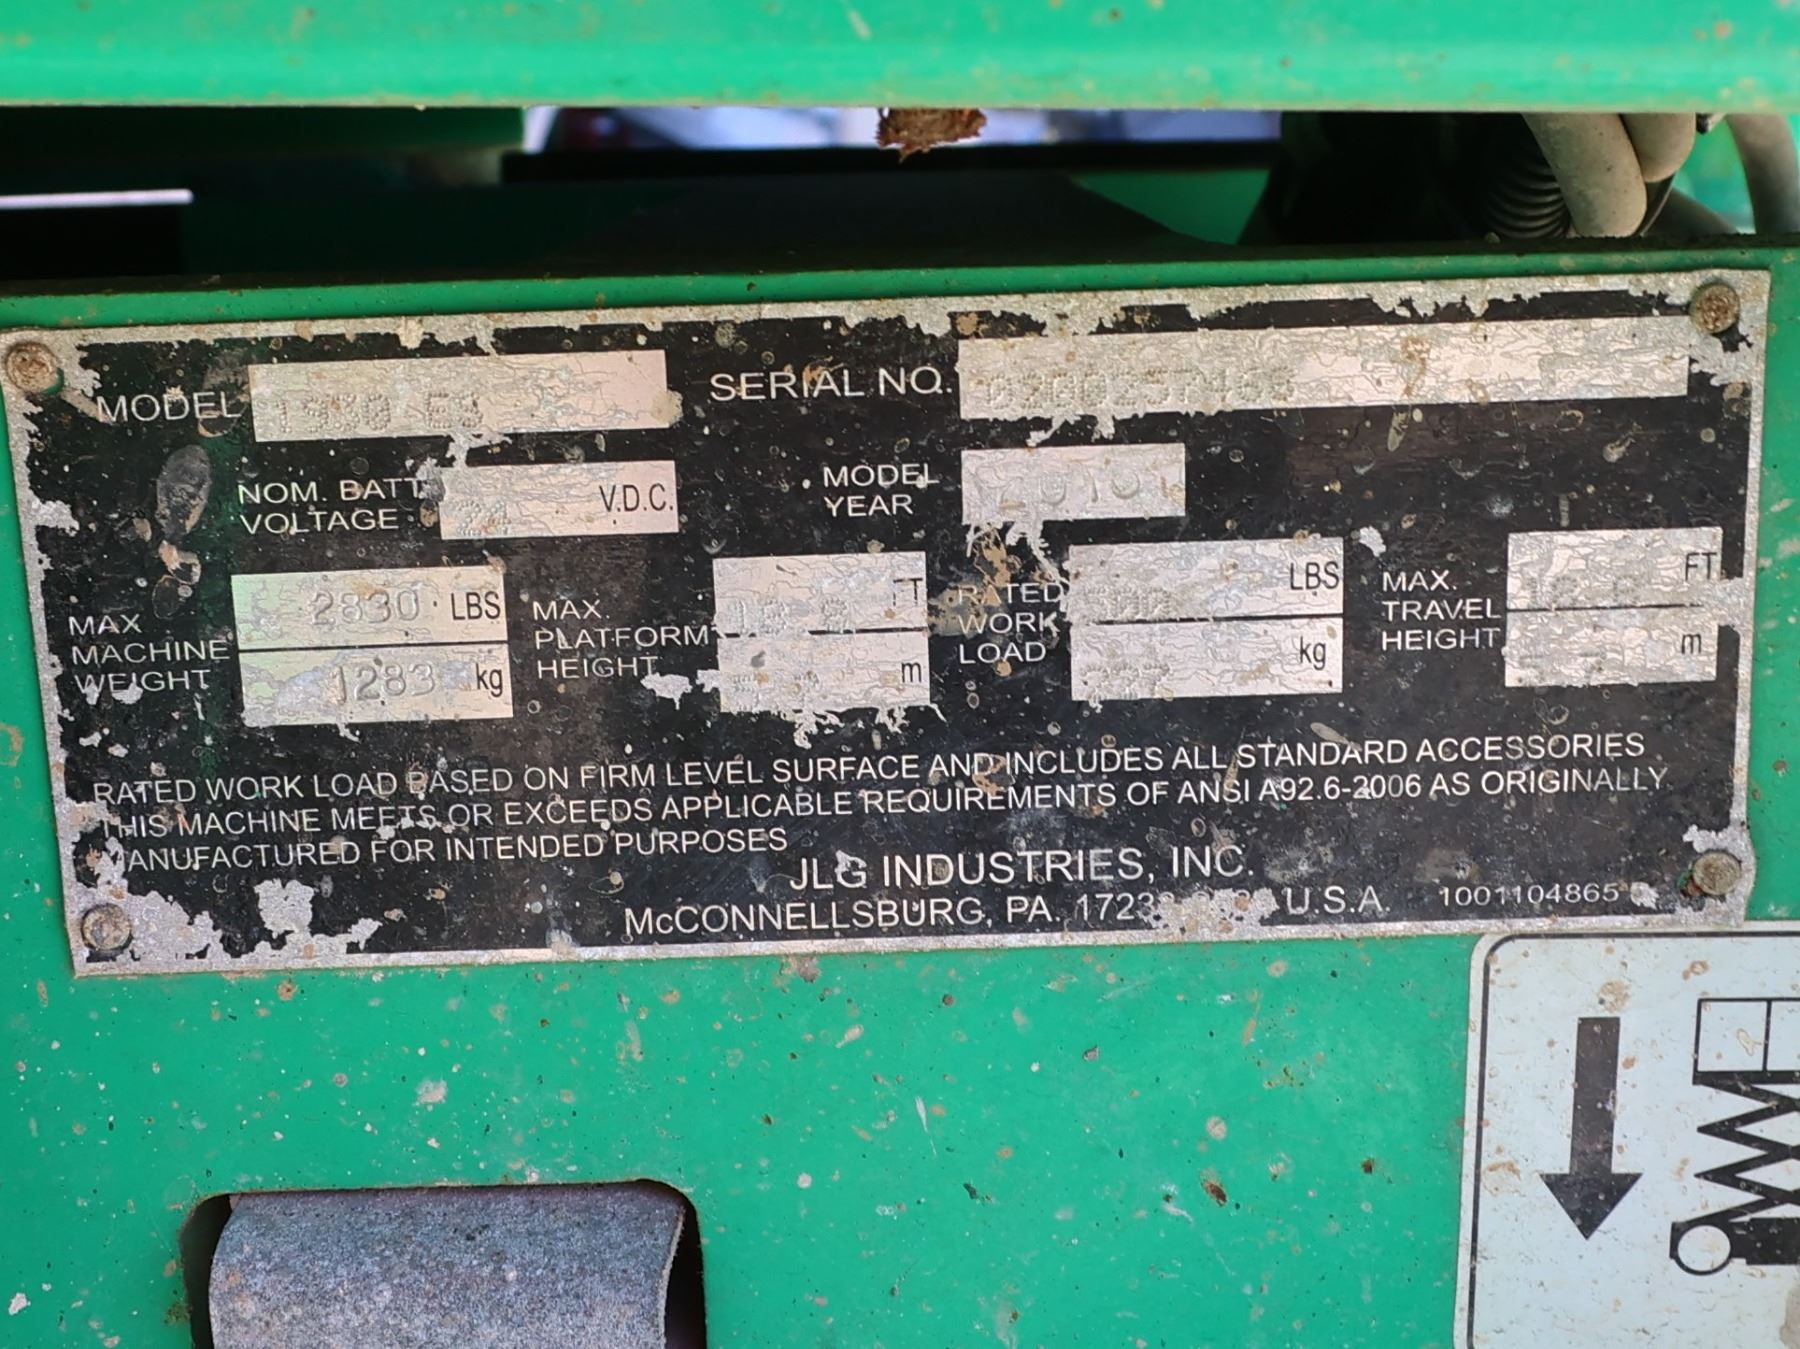 MODEL 1930 ES SERIAL NO.
NOM. BATT VOLTAGE 24 V.D.C. MODEL YEAR
MAX MACHINE WEIGHT 2830 LBS 1283 kg
MAX. PLATFORM HEIGHT m
RATED WORK LOAD LBS kg
MAX. TRAVEL HEIGHT FT m
RATED WORK LOAD BASED ON FIRM LEVEL SURFACE AND INCLUDES ALL STANDARD ACCESSORIES
THIS MACHINE MEETS OR EXCEEDS APPLICABLE REQUIREMENTS OF ANSI A92.6-2006 AS ORIGINALLY
MANUFACTURED FOR INTENDED PURPOSES
JLG INDUSTRIES, INC.
McCONNELLSBURG, PA. U.S.A. 1001104865